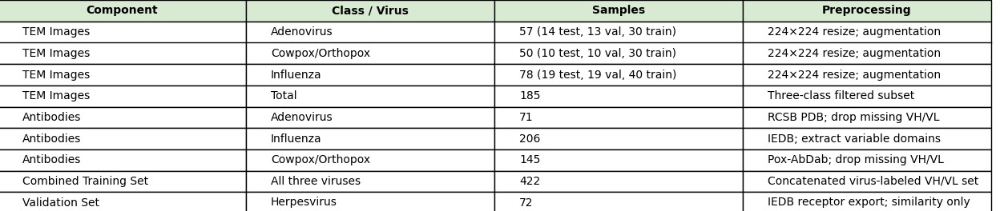 Component Class / Virus Samples Preprocessing
TEM Images Adenovirus 57 (14 test, 13 val, 30 train) 224×224 resize; augmentation
TEM Images Cowpox/Orthopox 50 (10 test, 10 val, 30 train) 224×224 resize; augmentation
TEM Images Influenza 78 (19 test, 19 val, 40 train) 224×224 resize; augmentation
TEM Images Total 185 Three-class filtered subset
Antibodies Adenovirus 71 RCSB PDB; drop missing VH/VL
Antibodies Influenza 206 IEDB; extract variable domains
Antibodies Cowpox/Orthopox 145 Pox-AbDab; drop missing VH/VL
Combined Training Set All three viruses 422 Concatenated virus-labeled VH/VL set
Validation Set Herpesvirus 72 IEDB receptor export; similarity only